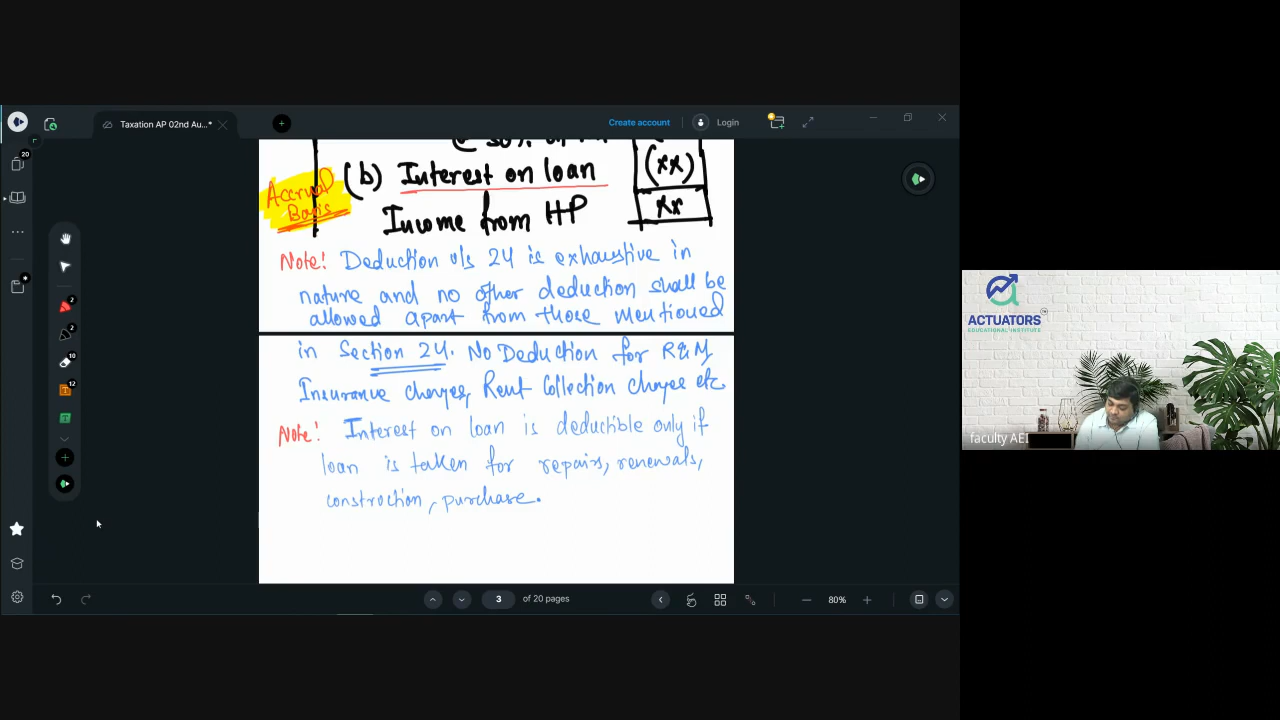 Taxation AP 02nd Au...*
Create account
Login
(b) Interest on loan
(xx)
Accrual
Basis
Income from HP
xx
Note! Deduction u/s 24 is exhaustive in
nature and no other deduction shall be
allowed apart from those mentioned
in Section 24. No Deduction for R&M,
Insurance charges, Rent Collection charges etc
Note! Interest on loan is deductible only if
loan is taken for repairs, renewals,
construction, purchase.
3 of 20 pages
80%
ACTUATORS
EDUCATIONAL INSTITUTE
faculty AEI